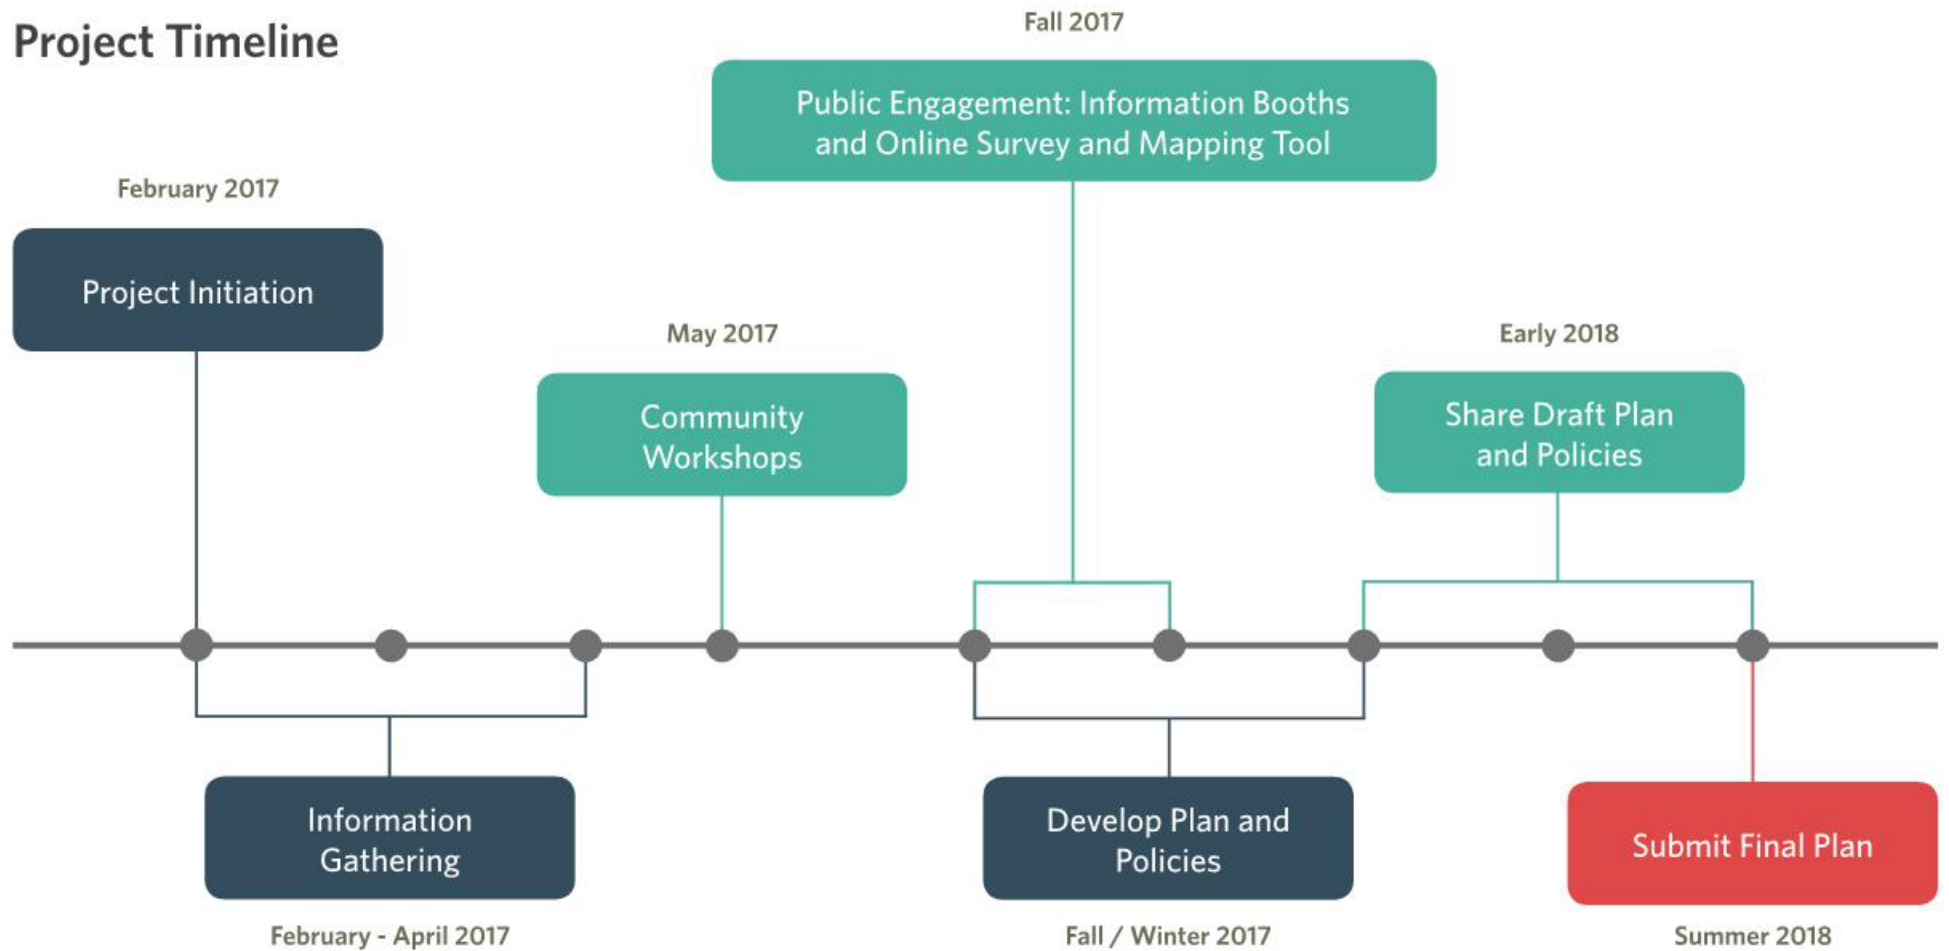 Project Timeline
Fall 2017
Public Engagement: Information Booths
and Online Survey and Mapping Tool
February 2017
Project Initiation
May 2017
Community
Workshops
Early 2018
Share Draft Plan
and Policies
Information
Gathering
February - April 2017
Develop Plan and
Policies
Fall / Winter 2017
Submit Final Plan
Summer 2018